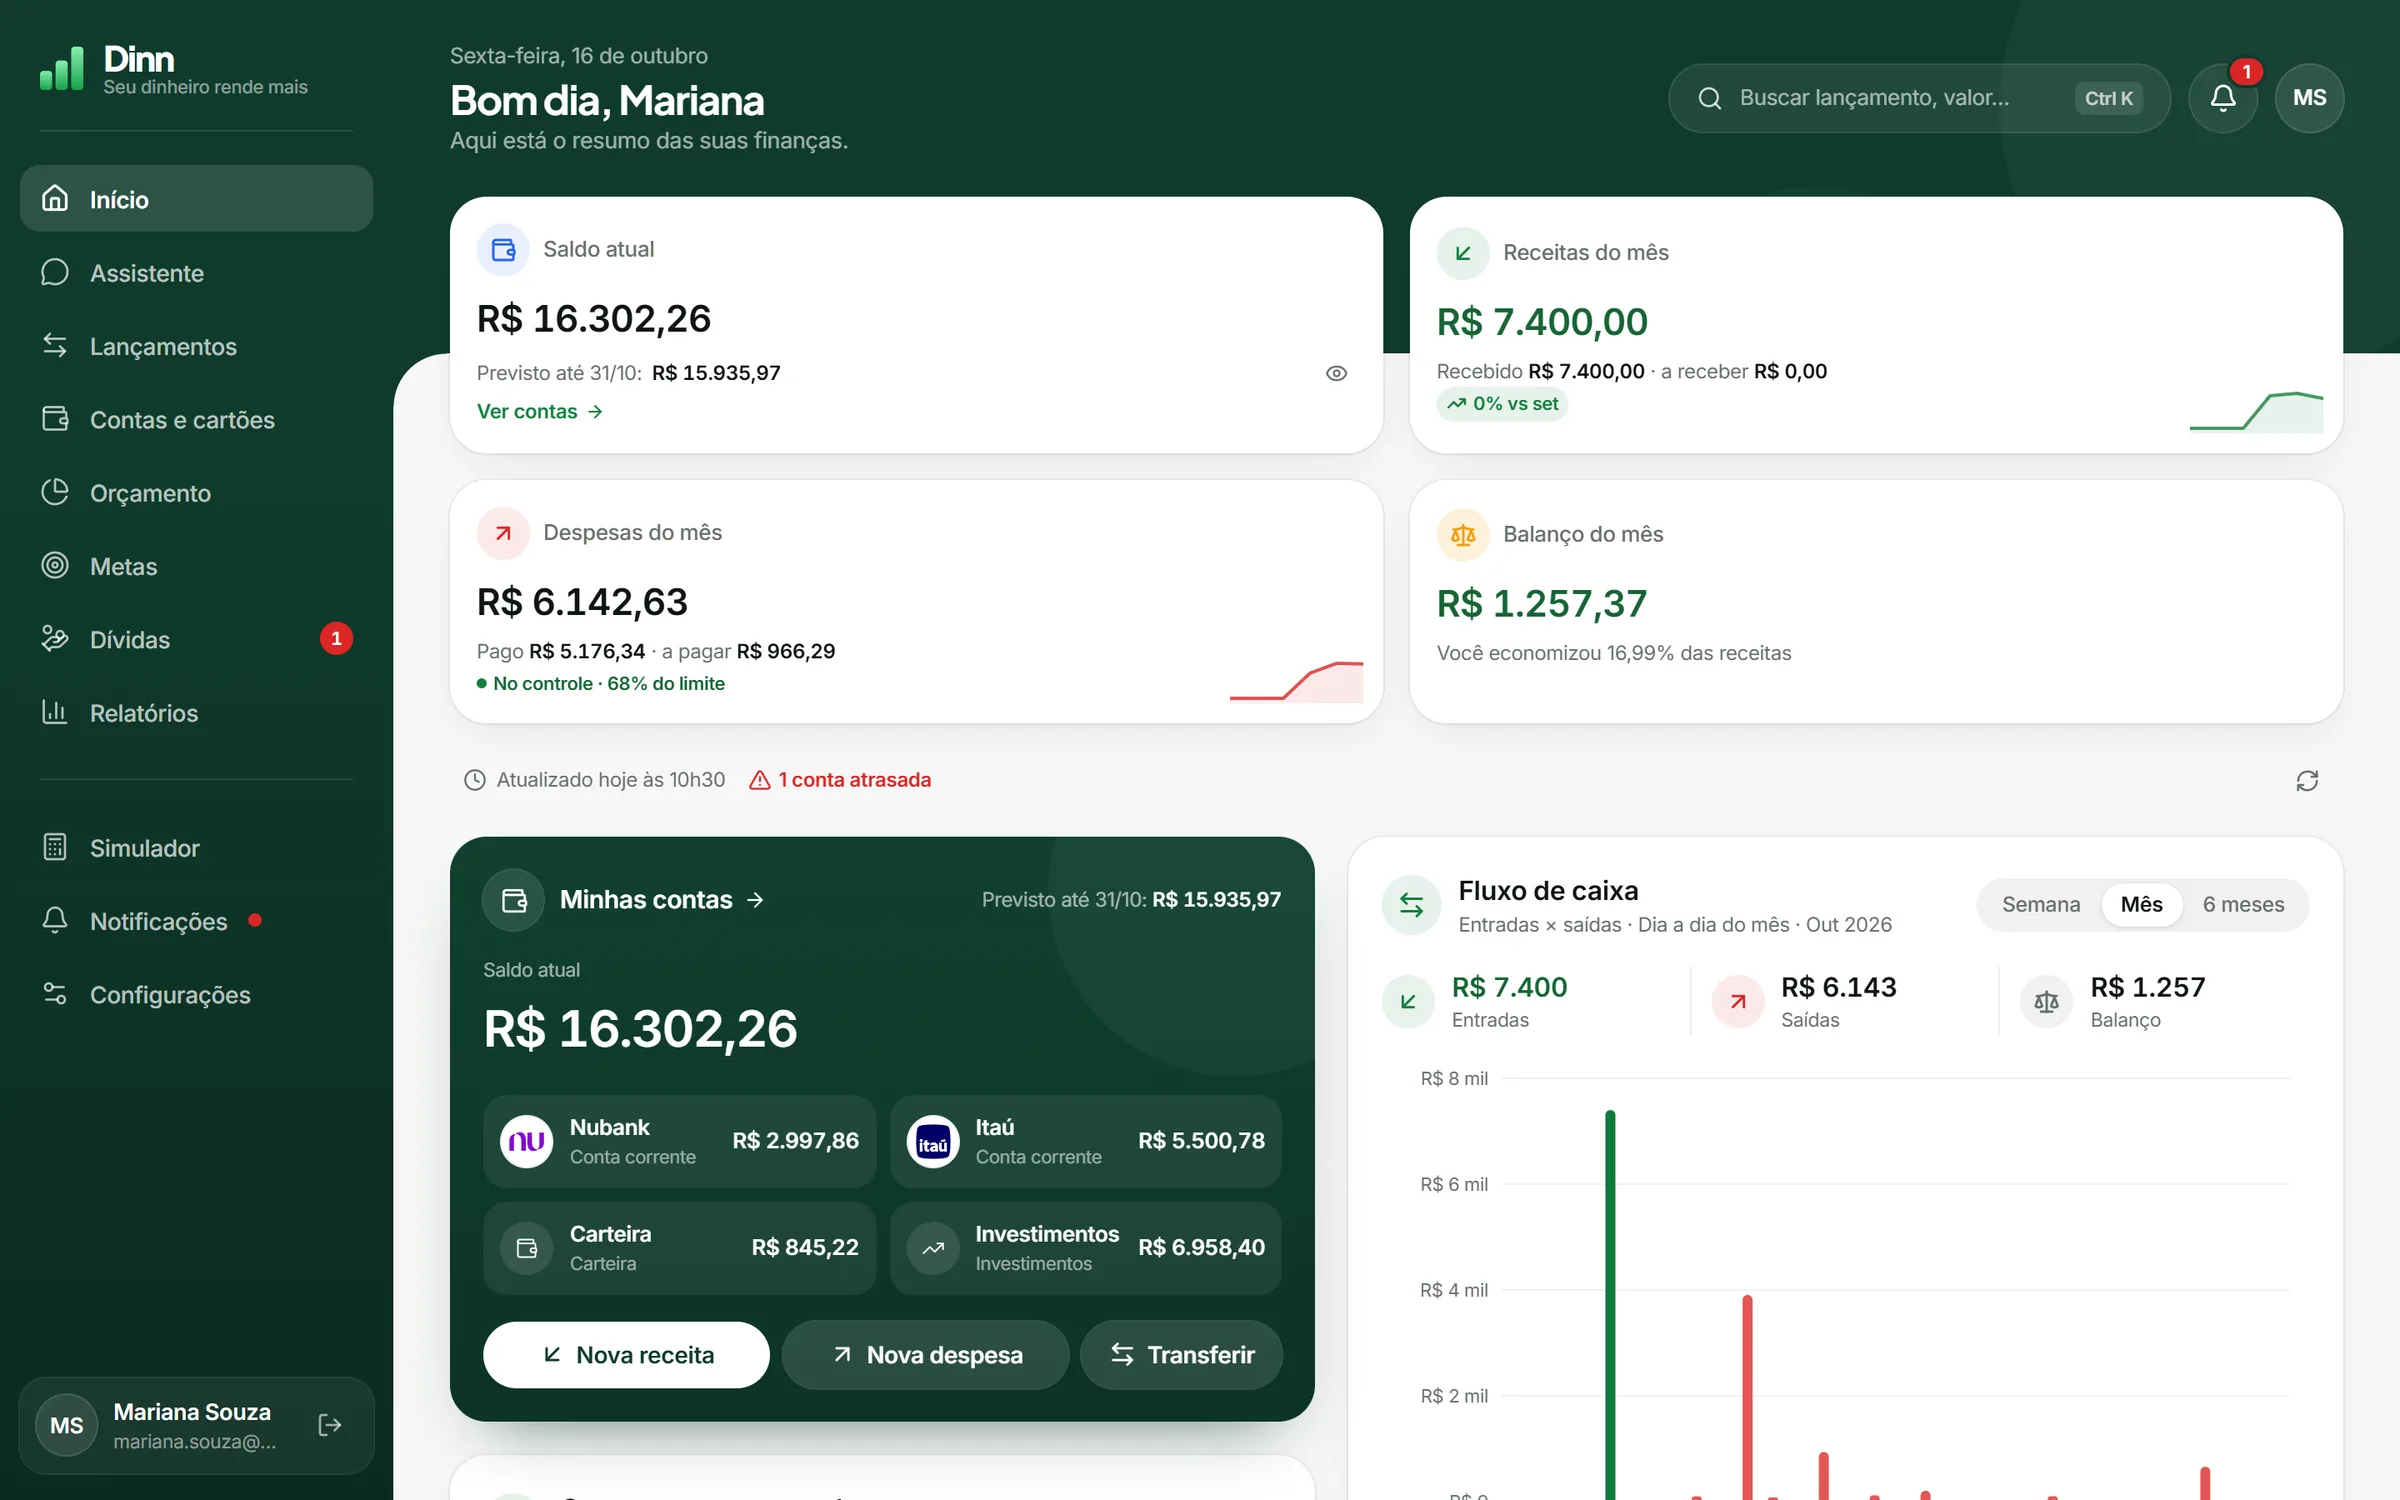 Dinn
Seu dinheiro rende mais
Início
Assistente
Lançamentos
Contas e cartões
Orçamento
Metas
Dívidas 1
Relatórios
Simulador
Notificações
Configurações
MS
Mariana Souza
mariana.souza@...
Sexta-feira, 16 de outubro
Bom dia, Mariana
Aqui está o resumo das suas finanças.
Buscar lançamento, valor... Ctrl K
1
MS
Saldo atual
R$ 16.302,26
Previsto até 31/10: R$ 15.935,97
Ver contas
Receitas do mês
R$ 7.400,00
Recebido R$ 7.400,00 · a receber R$ 0,00
0% vs set
Despesas do mês
R$ 6.142,63
Pago R$ 5.176,34 · a pagar R$ 966,29
No controle · 68% do limite
Balanço do mês
R$ 1.257,37
Você economizou 16,99% das receitas
Atualizado hoje às 10h30 1 conta atrasada
Minhas contas
Previsto até 31/10: R$ 15.935,97
Saldo atual
R$ 16.302,26
nu
Nubank
Conta corrente
R$ 2.997,86
itaú
Itaú
Conta corrente
R$ 5.500,78
Carteira
Carteira
R$ 845,22
Investimentos
Investimentos
R$ 6.958,40
Nova receita
Nova despesa
Transferir
Fluxo de caixa
Entradas × saídas · Dia a dia do mês · Out 2026
Semana Mês 6 meses
R$ 7.400
Entradas
R$ 6.143
Saídas
R$ 1.257
Balanço
R$ 8 mil
R$ 6 mil
R$ 4 mil
R$ 2 mil